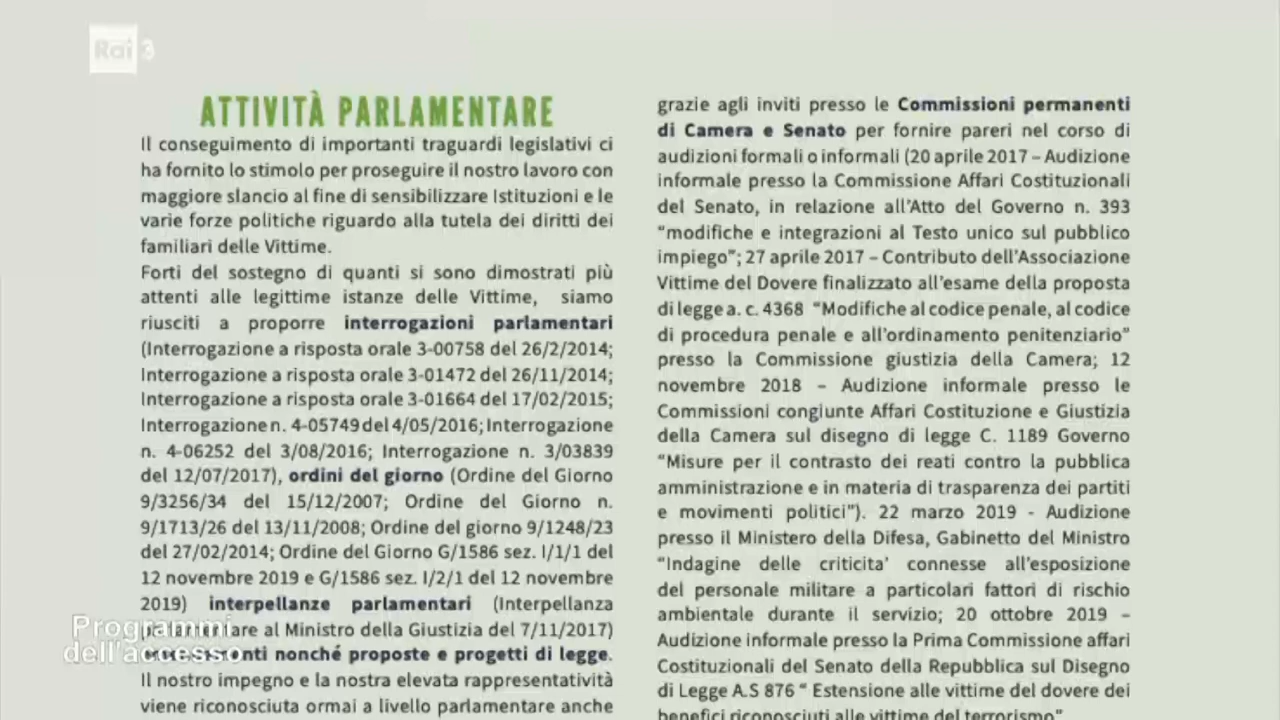 Rai 3
ATTIVITÀ PARLAMENTARE
Il conseguimento di importanti traguardi legislativi ci
ha fornito lo stimolo per proseguire il nostro lavoro con
maggiore slancio al fine di sensibilizzare Istituzioni e le
varie forze politiche riguardo alla tutela dei diritti dei
familiari delle Vittime.
Forti del sostegno di quanti si sono dimostrati più
attenti alle legittime istanze delle Vittime, siamo
riusciti a proporre interrogazioni parlamentari
(Interrogazione a risposta orale 3-00758 del 26/2/2014;
Interrogazione a risposta orale 3-01472 del 26/11/2014;
Interrogazione a risposta orale 3-01664 del 17/02/2015;
Interrogazione n. 4-05749 del 4/05/2016; Interrogazione
n. 4-06252 del 3/08/2016; Interrogazione n. 3/03839
del 12/07/2017), ordini del giorno (Ordine del Giorno
9/3256/34 del 15/12/2007; Ordine del Giorno n.
9/1713/26 del 13/11/2008; Ordine del giorno 9/1248/23
del 27/02/2014; Ordine del Giorno G/1586 sez. I/1/1 del
12 novembre 2019 e G/1586 sez. I/2/1 del 12 novembre
2019) interpellanze parlamentari (Interpellanza
al Ministro della Giustizia del 7/11/2017)
nonché proposte e progetti di legge.
Il nostro impegno e la nostra elevata rappresentatività
viene riconosciuta ormai a livello parlamentare anche
grazie agli inviti presso le Commissioni permanenti
di Camera e Senato per fornire pareri nel corso di
audizioni formali o informali (20 aprile 2017 – Audizione
informale presso la Commissione Affari Costituzionali
del Senato, in relazione all’Atto del Governo n. 393
“modifiche e integrazioni al Testo unico sul pubblico
impiego”; 27 aprile 2017 – Contributo dell’Associazione
Vittime del Dovere finalizzato all’esame della proposta
di legge a. c. 4368 “Modifiche al codice penale, al codice
di procedura penale e all’ordinamento penitenziario”
presso la Commissione giustizia della Camera; 12
novembre 2018 – Audizione informale presso le
Commissioni congiunte Affari Costituzione e Giustizia
della Camera sul disegno di legge C. 1189 Governo
“Misure per il contrasto dei reati contro la pubblica
amministrazione e in materia di trasparenza dei partiti
e movimenti politici”). 22 marzo 2019 - Audizione
presso il Ministero della Difesa, Gabinetto del Ministro
“Indagine delle criticita’ connesse all’esposizione
del personale militare a particolari fattori di rischio
ambientale durante il servizio; 20 ottobre 2019 –
Audizione informale presso la Prima Commissione affari
Costituzionali del Senato della Repubblica sul Disegno
di Legge A.S 876 “ Estensione alle vittime del dovere dei
benefici riconosciuti alle vittime del terrorismo”
Programmi
dell'accesso